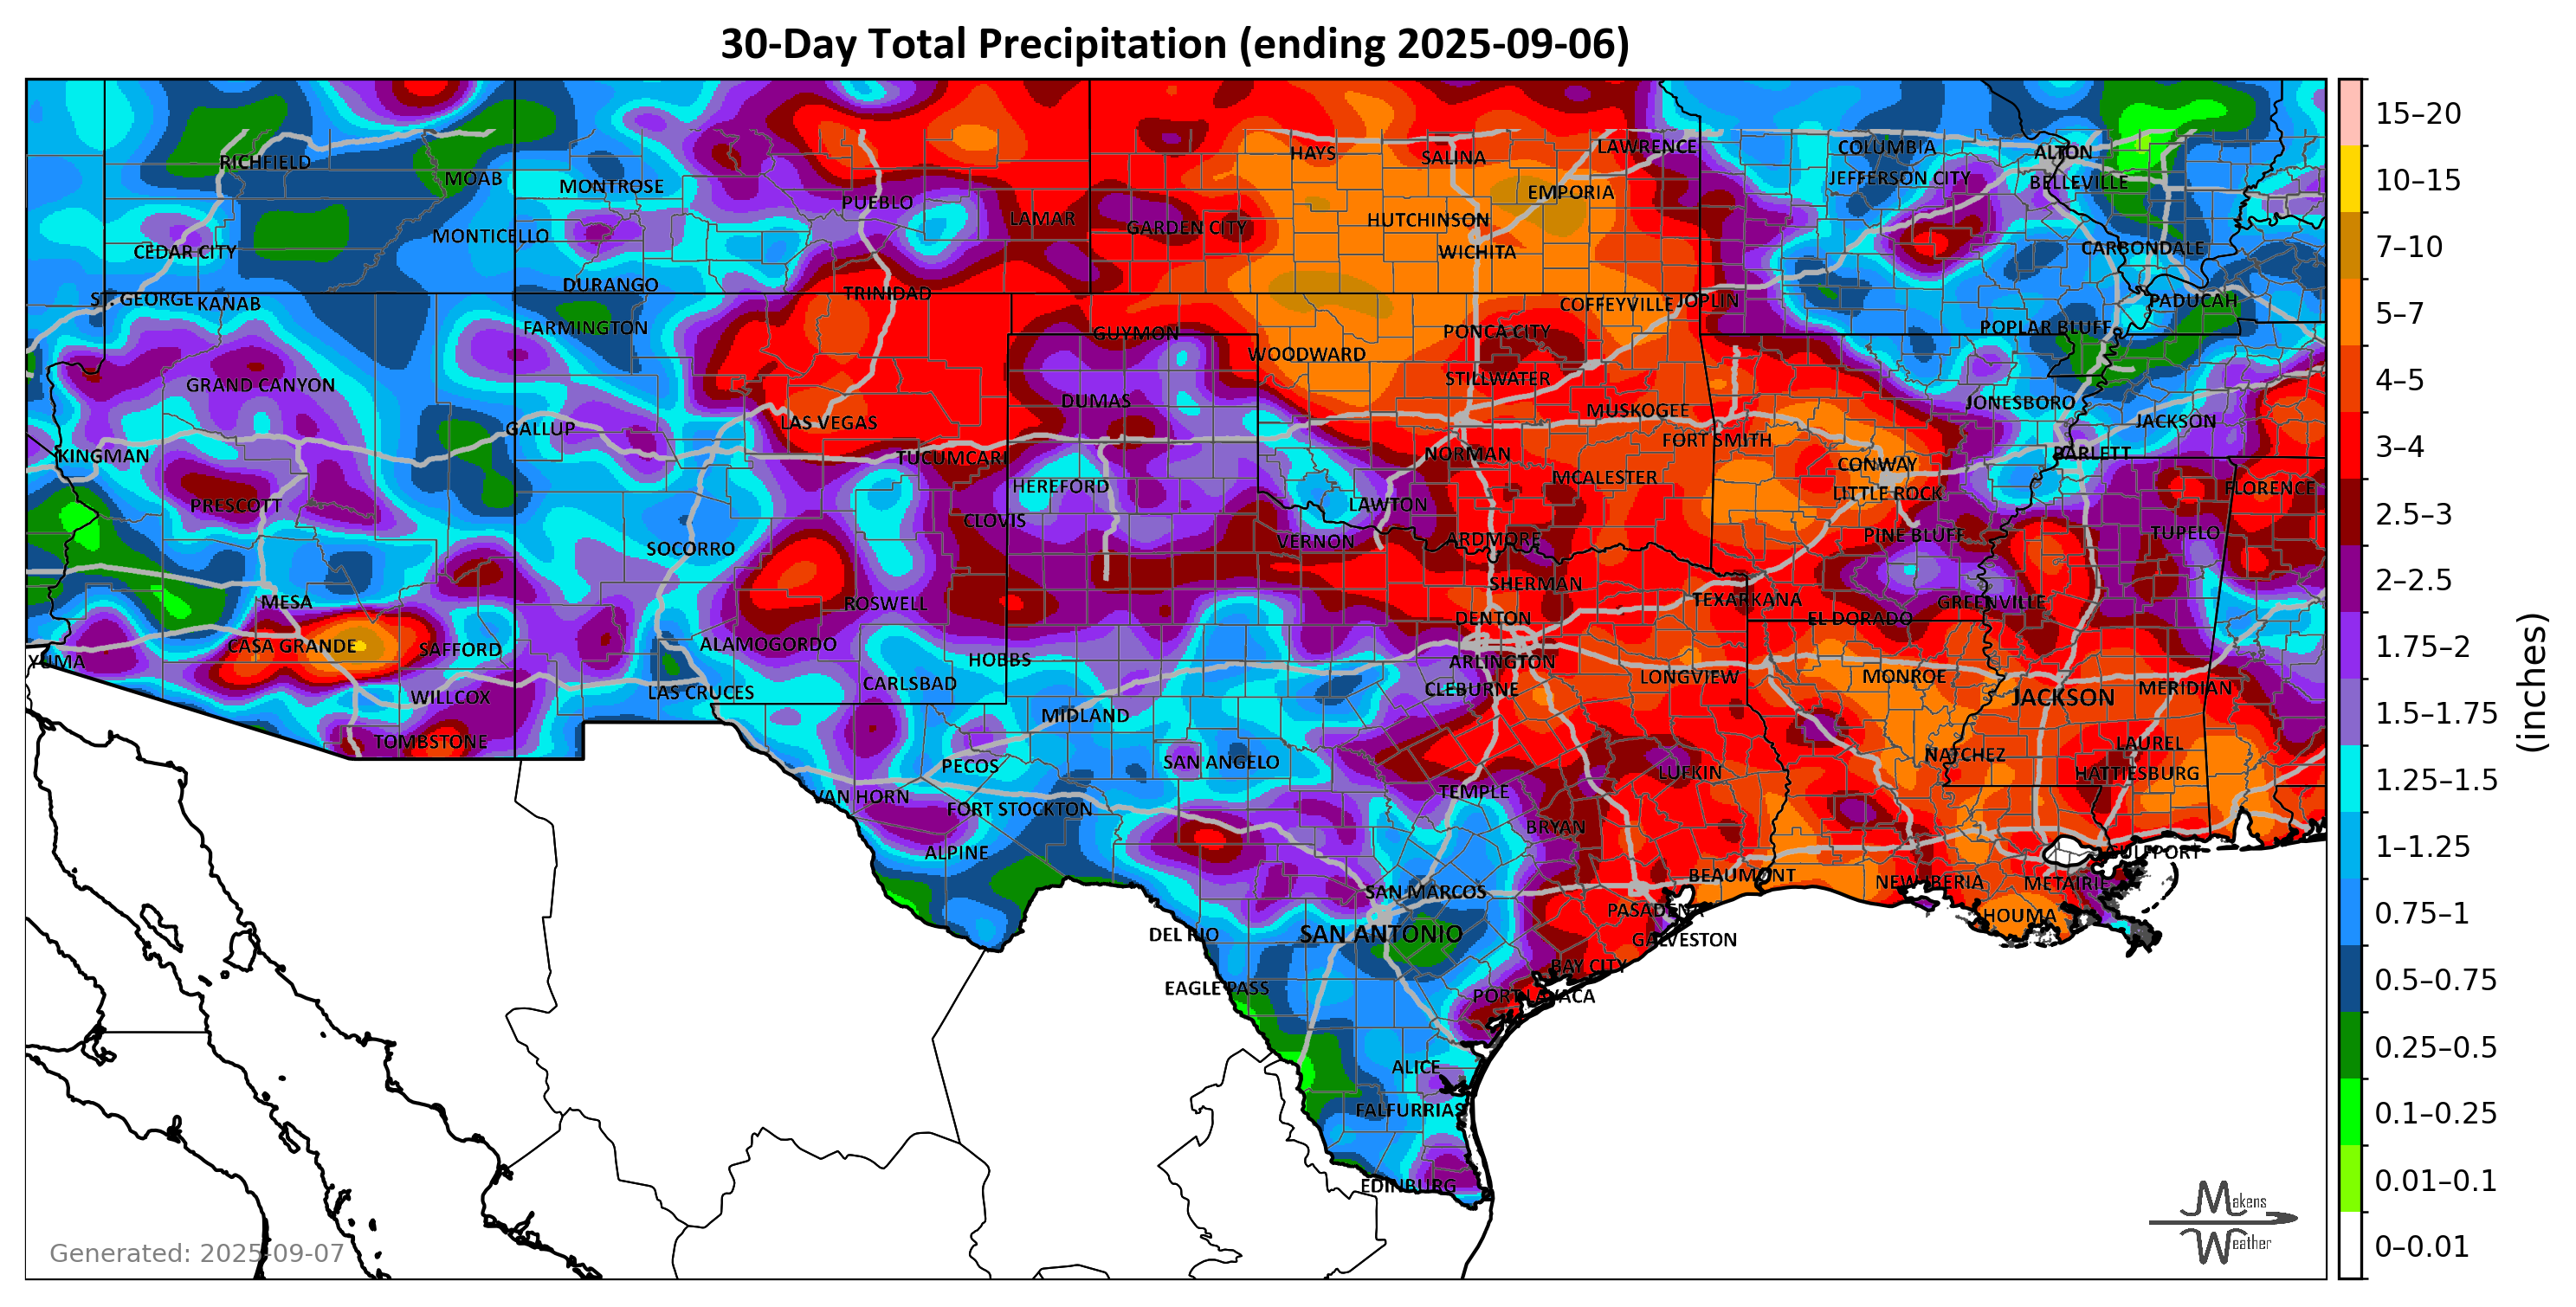 30-Day Total Precipitation (ending 2025-09-06)
HAYS
SALINA
LAWRENCE
COLUMBIA
ALTON
RICHFIELD
MOAB
MONTROSE
JEFFERSON CITY
BELLEVILLE
EMPORIA
PUEBLO
LAMAR
GARDEN CITY
HUTCHINSON
MONTICELLO
CEDAR CITY
WICHITA
CARBONDALE
DURANGO
TRINIDAD
ST. GEORGE
KANAB
COFFEYVILLE
JOPLIN
PADUCAH
FARMINGTON
GUYMON
PONCA CITY
POPLAR BLUFF
WOODWARD
GRAND CANYON
STILLWATER
DUMAS
JONESBORO
LAS VEGAS
MUSKOGEE
JACKSON
GALLUP
FORT SMITH
KINGMAN
TUCUMCARI
NORMAN
BARLETT
CONWAY
HEREFORD
MCALESTER
LITTLE ROCK
FLORENCE
PRESCOTT
LAWTON
CLOVIS
VERNON
ARDMORE
PINE BLUFF
TUPELO
SOCORRO
SHERMAN
MESA
ROSWELL
TEXARKANA
GREENVILLE
DENTON
EL DORADO
CASA GRANDE
SAFFORD
ALAMOGORDO
YUMA
HOBBS
ARLINGTON
CARLSBAD
CLEBURNE
LONGVIEW
MONROE
WILLCOX
LAS CRUCES
JACKSON
MERIDIAN
MIDLAND
TOMBSTONE
LAUREL
PECOS
SAN ANGELO
NATCHEZ
LUFKIN
HATTIESBURG
VAN HORN
FORT STOCKTON
TEMPLE
BRYAN
ALPINE
GULFPORT
BEAUMONT
SAN MARCOS
NEW IBERIA
METAIRIE
PASADENA
HOUMA
DEL RIO
SAN ANTONIO
GALVESTON
BAY CITY
EAGLE PASS
PORT LAVACA
ALICE
FALFURRIAS
EDINBURG
15–20
10–15
7–10
5–7
4–5
3–4
2.5–3
2–2.5
1.75–2
1.5–1.75
1.25–1.5
1–1.25
0.75–1
0.5–0.75
0.25–0.5
0.1–0.25
0.01–0.1
0–0.01
(inches)
Makens
Weather
Generated: 2025-09-07